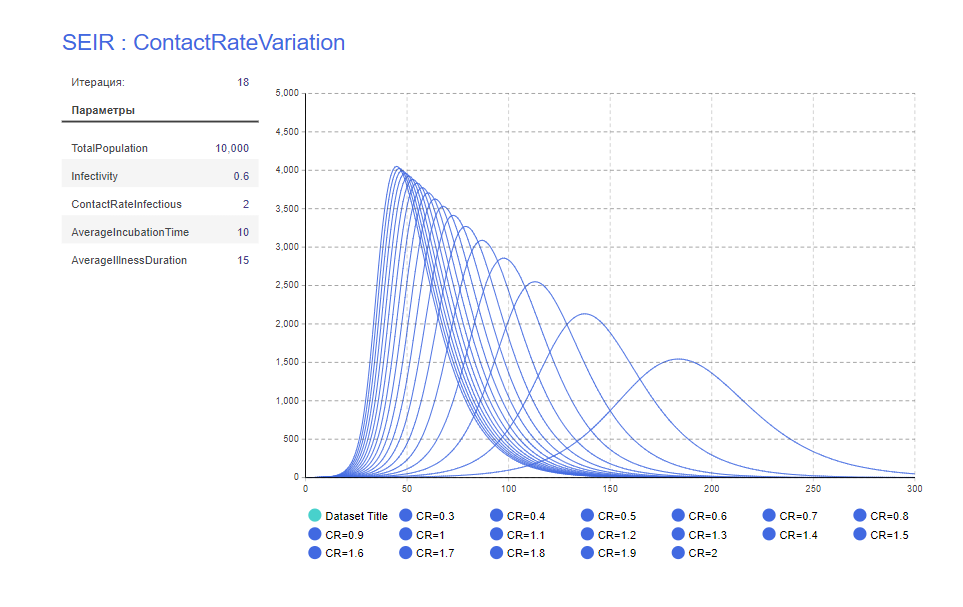 SEIR : ContactRateVariation
Итерация: 18
Параметры
TotalPopulation 10,000
Infectivity 0.6
ContactRateInfectious 2
AverageIncubationTime 10
AverageIllnessDuration 15
5,000
4,500
4,000
3,500
3,000
2,500
2,000
1,500
1,000
500
0
0 50 100 150 200 250 300
Dataset Title CR=0.3 CR=0.4 CR=0.5 CR=0.6 CR=0.7 CR=0.8
CR=0.9 CR=1 CR=1.1 CR=1.2 CR=1.3 CR=1.4 CR=1.5
CR=1.6 CR=1.7 CR=1.8 CR=1.9 CR=2